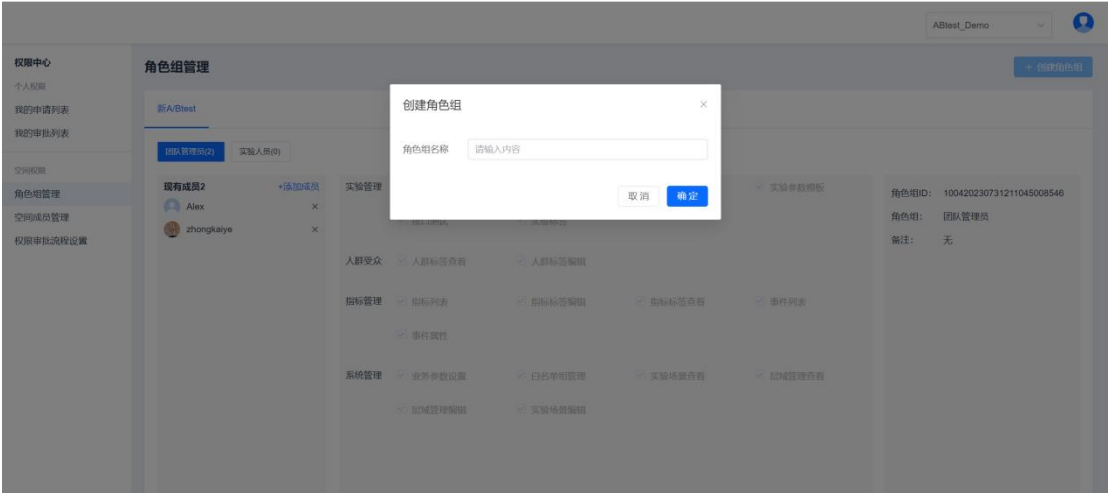 ABtest_Demo
权限中心
角色组管理
+ 创建角色组
个人权限
我的申请列表
我的审批列表
空间权限
角色组管理
空间成员管理
权限审批流程设置
新A/Btest
团队管理员(2)
实验人员(0)
现有成员2
+添加成员
Alex
zhongkaiye
创建角色组
角色组名称
请输入内容
取消
确定
实验管理
实验参数模板
接口测试
实验标签
人群受众
人群标签查看
人群标签编辑
指标管理
指标列表
指标标签编辑
指标标签查看
事件列表
事件属性
系统管理
业务参数设置
白名单组管理
实验场景查看
层域管理查看
层域管理编辑
实验场景编辑
角色组ID: 100420230731211045008546
角色组: 团队管理员
备注: 无